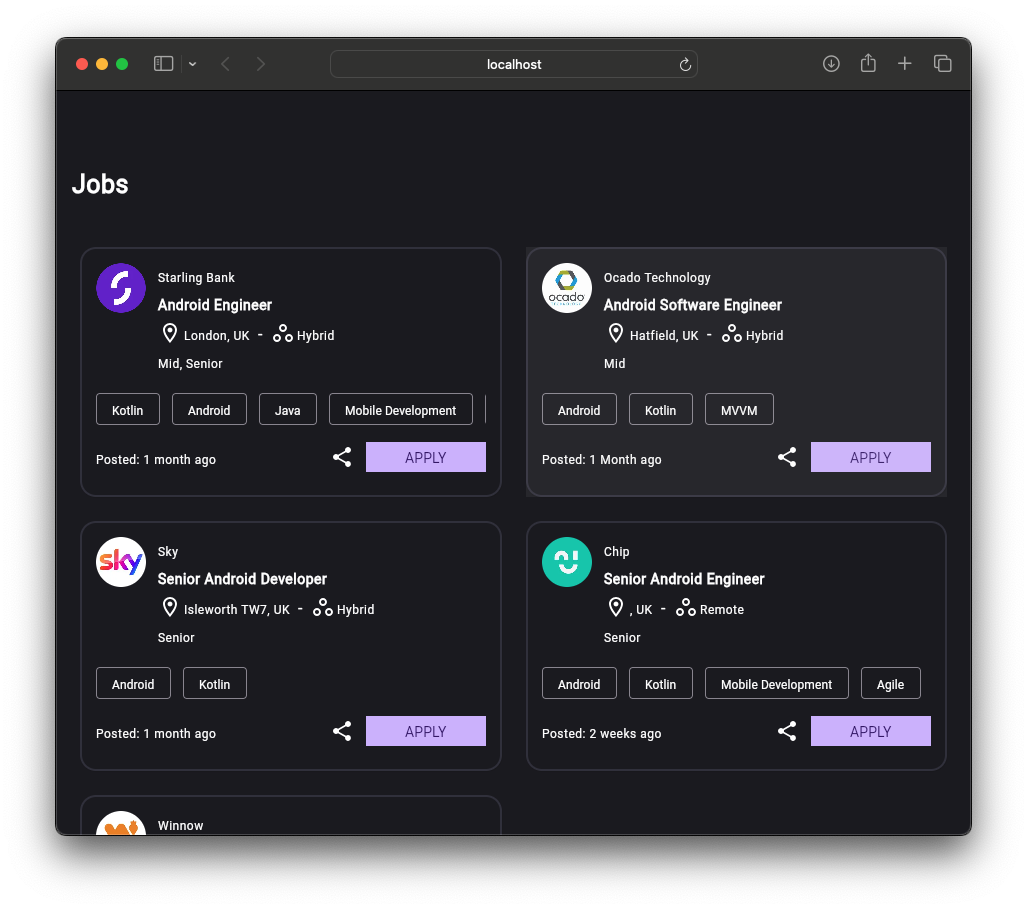 localhost
Jobs
Starling Bank
Android Engineer
London, UK - Hybrid
Mid, Senior
Kotlin Android Java Mobile Development
Posted: 1 month ago APPLY
ocado Ocado Technology
Android Software Engineer
Hatfield, UK - Hybrid
Mid
Android Kotlin MVVM
Posted: 1 Month ago APPLY
sky Sky
Senior Android Developer
Isleworth TW7, UK - Hybrid
Senior
Android Kotlin
Posted: 1 month ago APPLY
Chip
Senior Android Engineer
, UK - Remote
Senior
Android Kotlin Mobile Development Agile
Posted: 2 weeks ago APPLY
Winnow